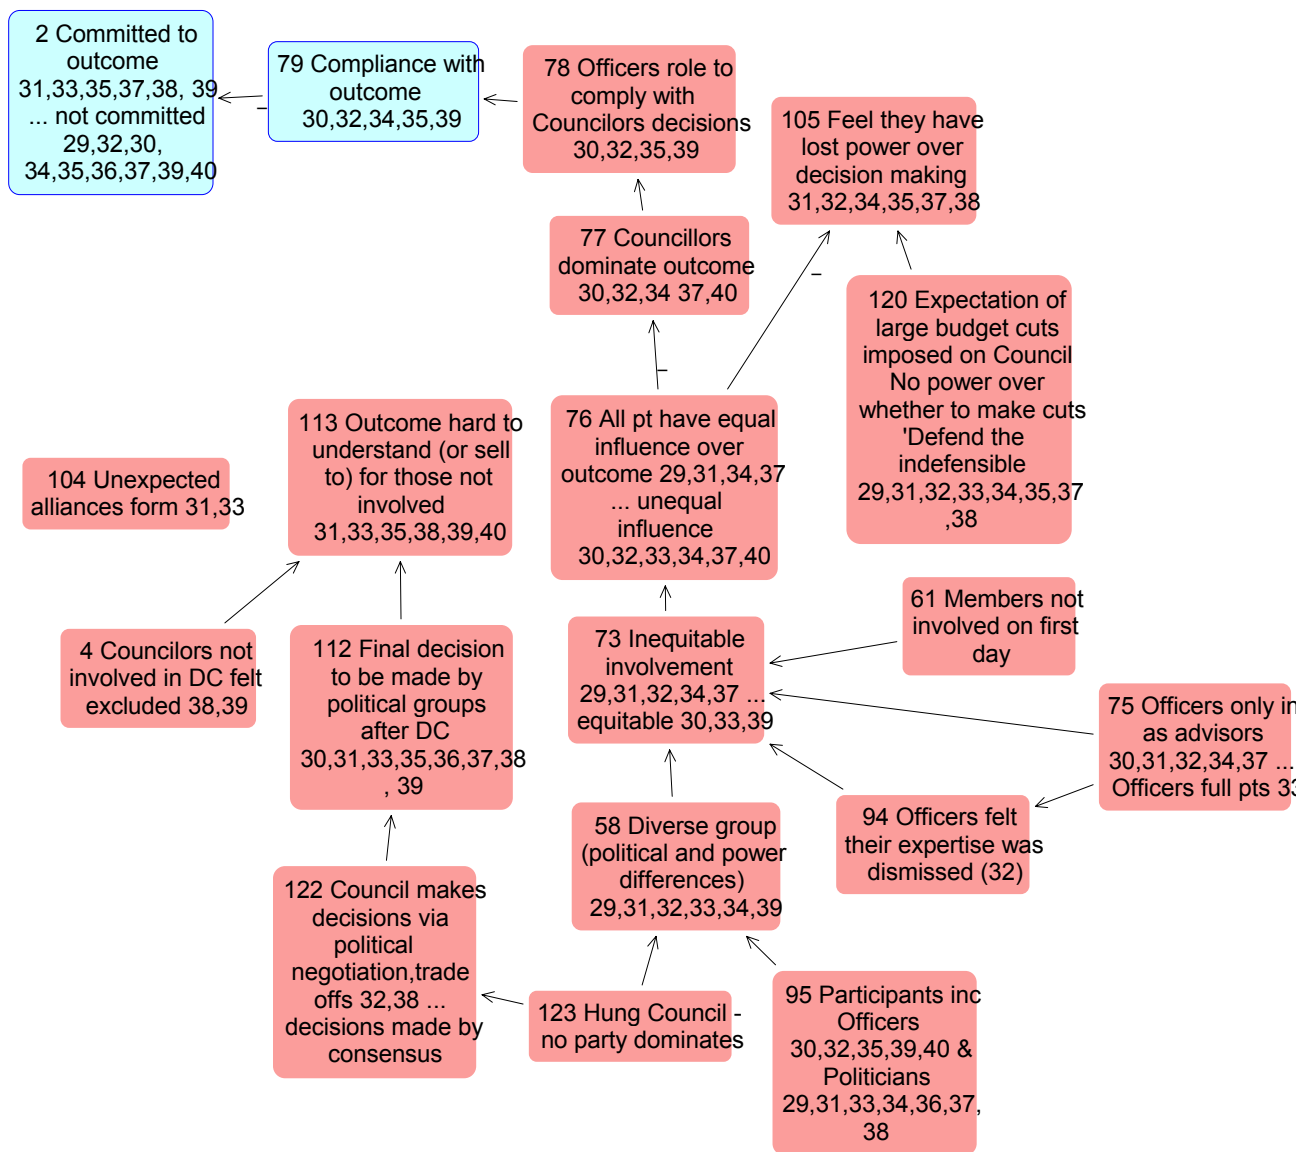 2 Committed to
outcome
31,33,35,37,38, 39
... not committed
29,32,30,
34,35,36,37,39,40
79 Compliance with
outcome
30,32,34,35,39
78 Officers role to
comply with
Councilors decisions
30,32,35,39
105 Feel they have
lost power over
decision making
31,32,34,35,37,38
77 Councillors
dominate outcome
30,32,34 37,40
120 Expectation of
large budget cuts
imposed on Council
No power over
whether to make cuts
'Defend the
indefensible
29,31,32,33,34,35,37
,38
113 Outcome hard to
understand (or sell
to) for those not
involved
31,33,35,38,39,40
76 All pt have equal
influence over
outcome 29,31,34,37
... unequal
influence
30,32,33,34,37,40
104 Unexpected
alliances form 31,33
61 Members not
involved on first
day
4 Councilors not
involved in DC felt
excluded 38,39
112 Final decision
to be made by
political groups
after DC
30,31,33,35,36,37,38
, 39
73 Inequitable
involvement
29,31,32,34,37 ...
equitable 30,33,39
75 Officers only in
as advisors
30,31,32,34,37 ...
Officers full pts 33
94 Officers felt
their expertise was
dismissed (32)
58 Diverse group
(political and power
differences)
29,31,32,33,34,39
122 Council makes
decisions via
political
negotiation,trade
offs 32,38 ...
decisions made by
consensus
123 Hung Council -
no party dominates
95 Participants inc
Officers
30,32,35,39,40 &
Politicians
29,31,33,34,36,37,
38